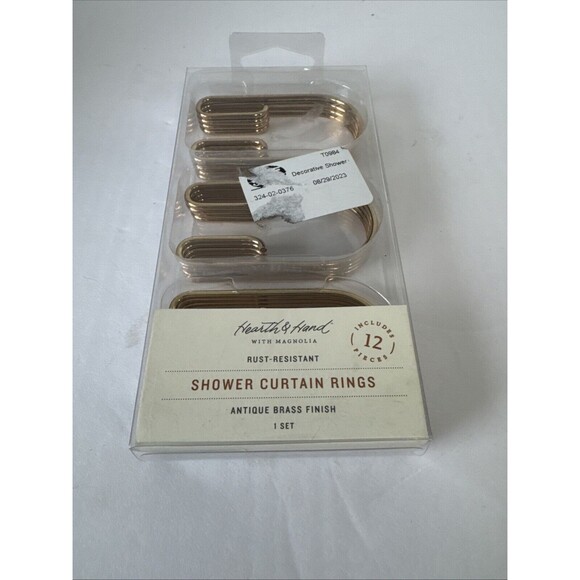 T0984
Decorative Shower
324-02-0376
08/29/2023
Hearth & Hand
WITH MAGNOLIA
RUST-RESISTANT
INCLUDES
12
PIECES
SHOWER CURTAIN RINGS
ANTIQUE BRASS FINISH
1 SET